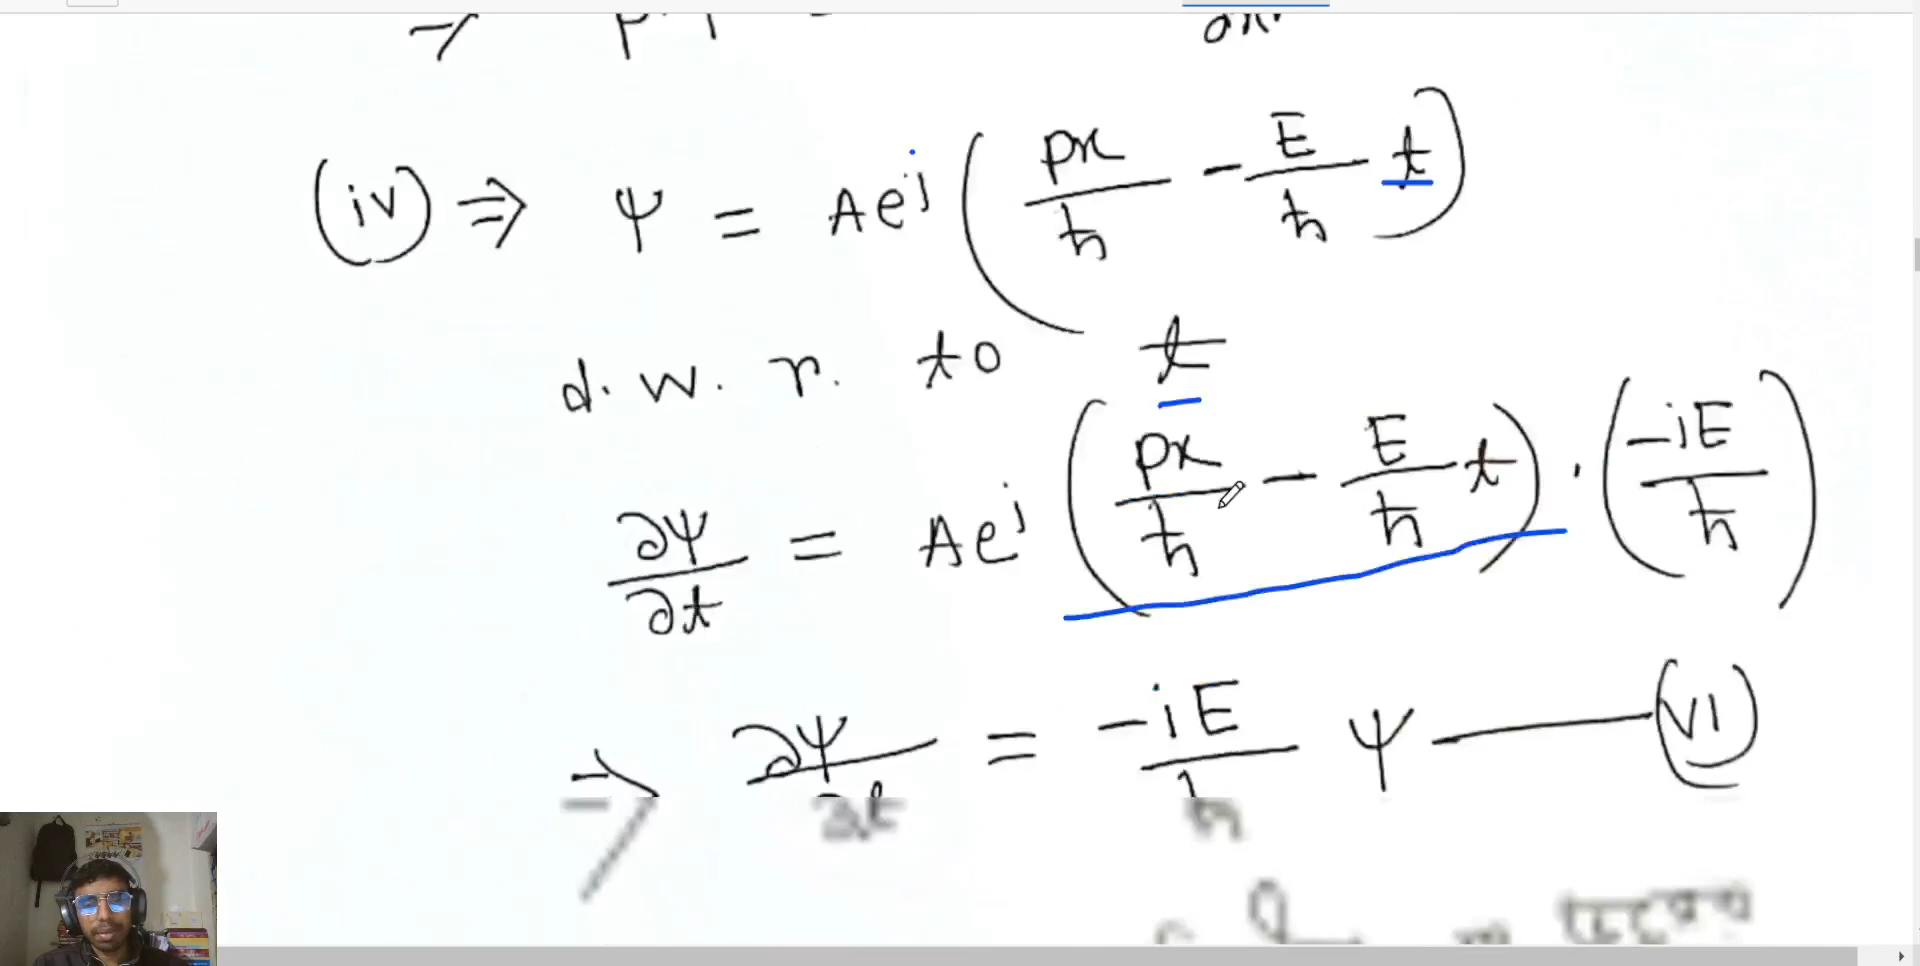 (iv) ⇒ ψ = Ae^i (px/ħ − E/ħ t)
d. w. r. to t
∂ψ/∂t = Ae^i (px/ħ − E/ħ t) · (−iE/ħ)
⇒ ∂ψ/∂t = −iE/ħ ψ —— (vi)